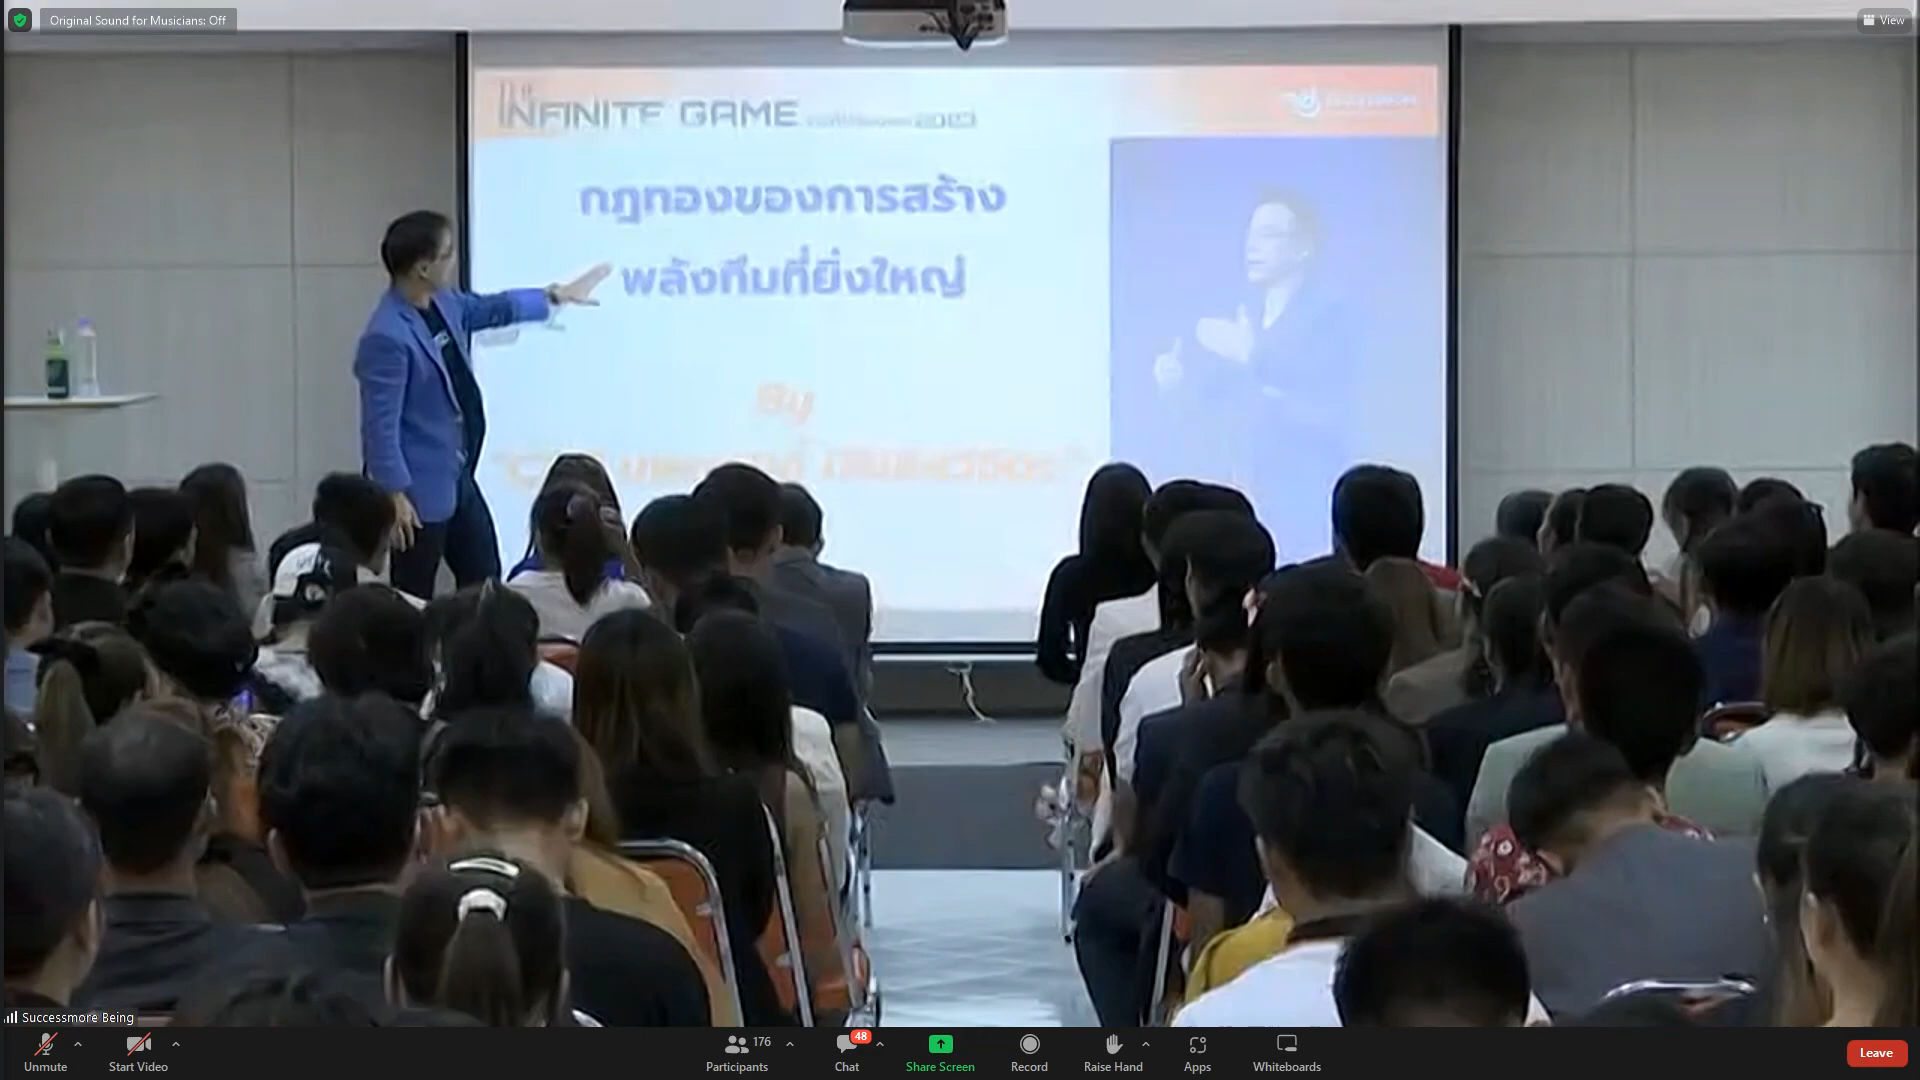 Original Sound for Musicians: Off
View
INFINITE GAME
กฎทองของการสร้าง
พลังทีมที่ยิ่งใหญ่
By
Successmore Being
Unmute
Start Video
176
Participants
48
Chat
Share Screen
Record
Raise Hand
Apps
Whiteboards
Leave